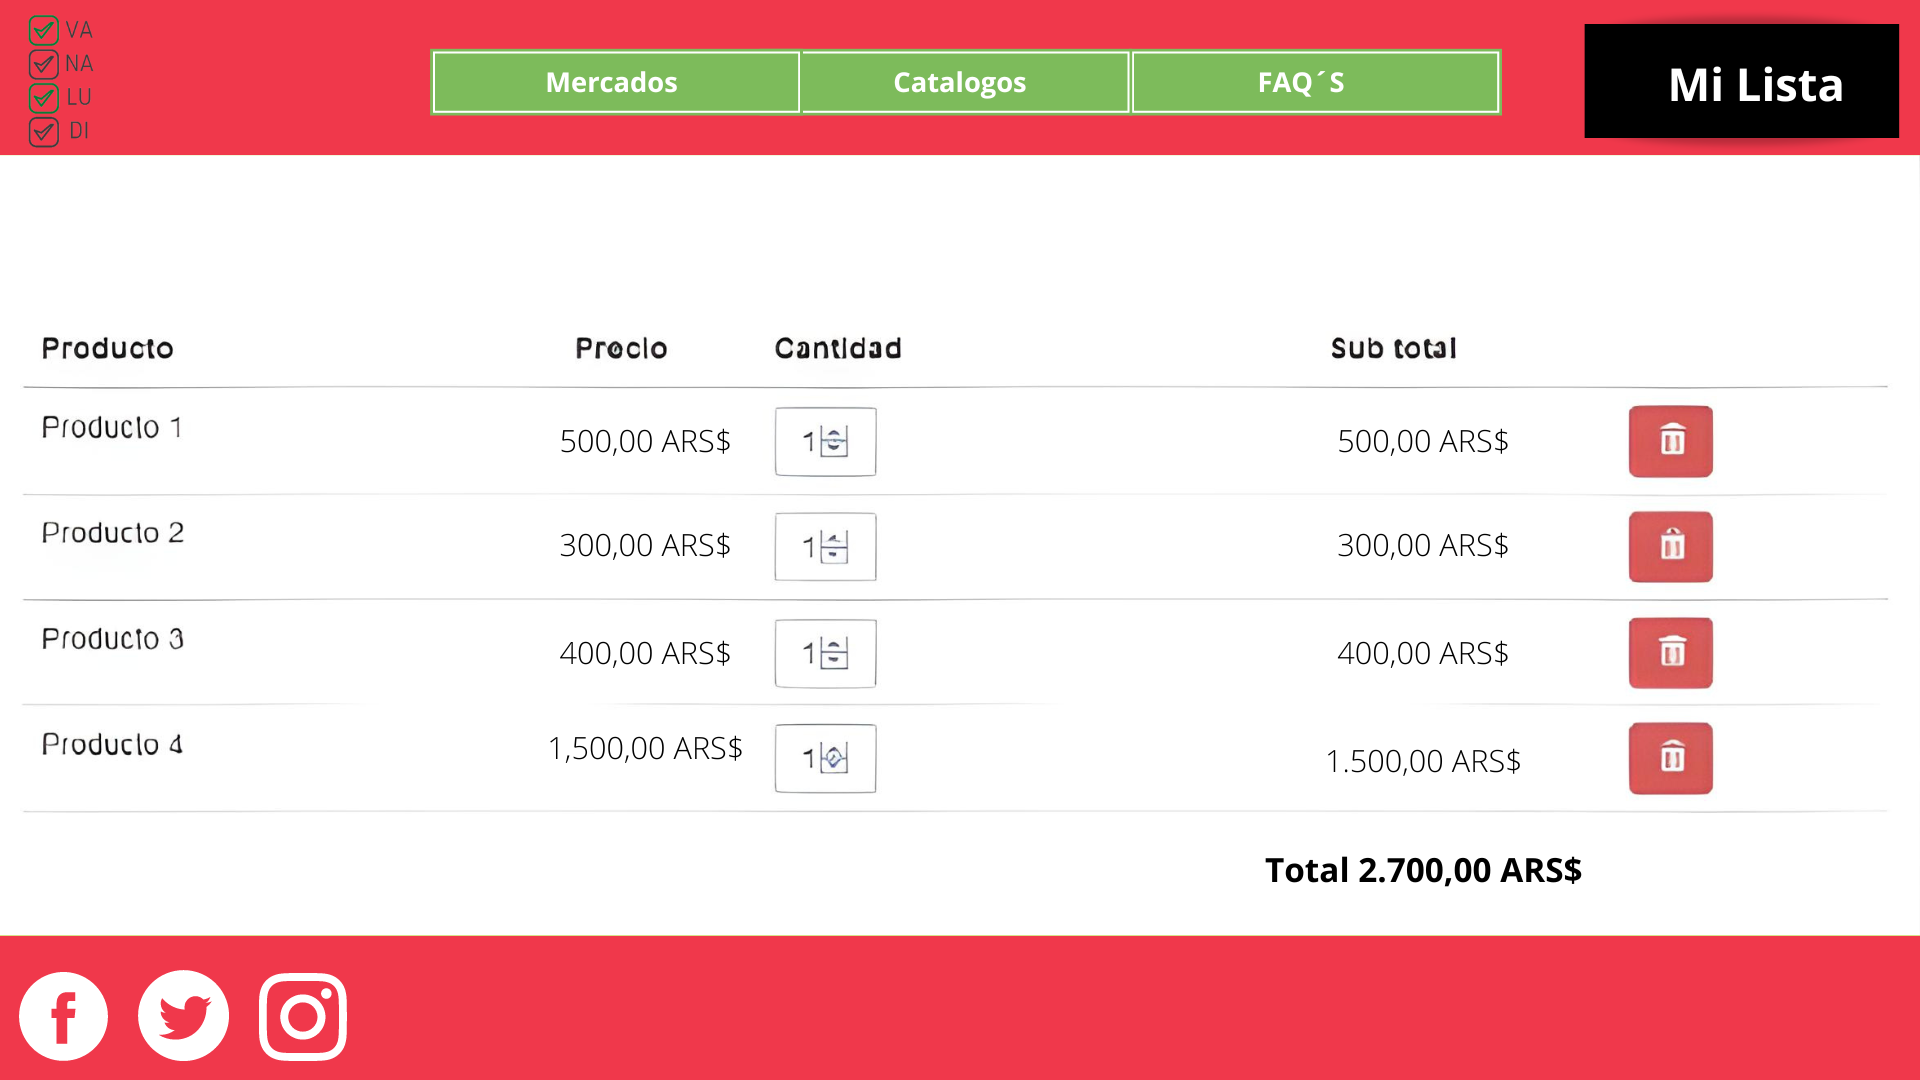 VA
NA
LU
DI
Mercados Catalogos FAQ´S Mi Lista
Producto Precio Cantidad Sub total
Producto 1 500,00 ARS$ 1 500,00 ARS$
Producto 2 300,00 ARS$ 1 300,00 ARS$
Producto 3 400,00 ARS$ 1 400,00 ARS$
Producto 4 1,500,00 ARS$ 1 1.500,00 ARS$
Total 2.700,00 ARS$